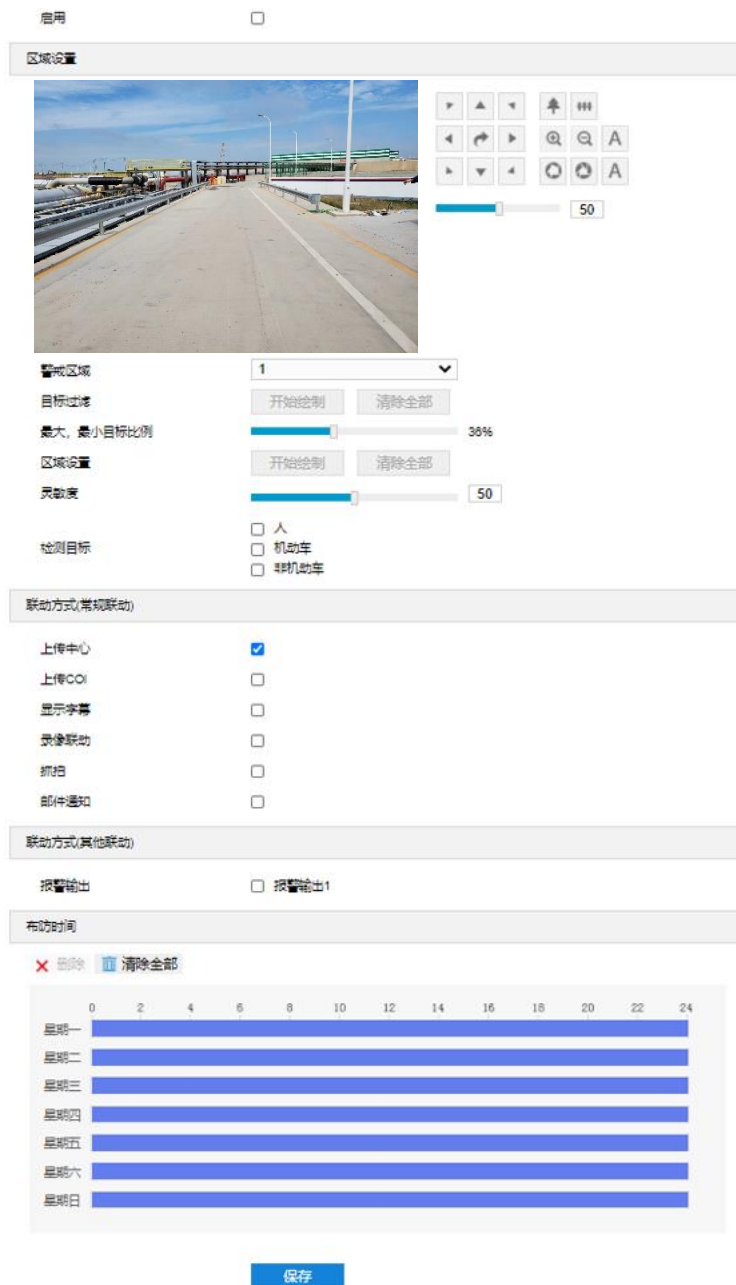 启用
区域设置
A
A
50
警戒区域 1
目标过滤 开始绘制 清除全部
最大，最小目标比例 36%
区域设置 开始绘制 清除全部
灵敏度 50
人
检测目标 机动车
非机动车
联动方式(常规联动)
上传中心
上传COI
显示字幕
录像联动
抓拍
邮件通知
联动方式(其他联动)
报警输出 报警输出1
布防时间
删除 清除全部
0 2 4 6 8 10 12 14 16 18 20 22 24
星期一
星期二
星期三
星期四
星期五
星期六
星期日
保存